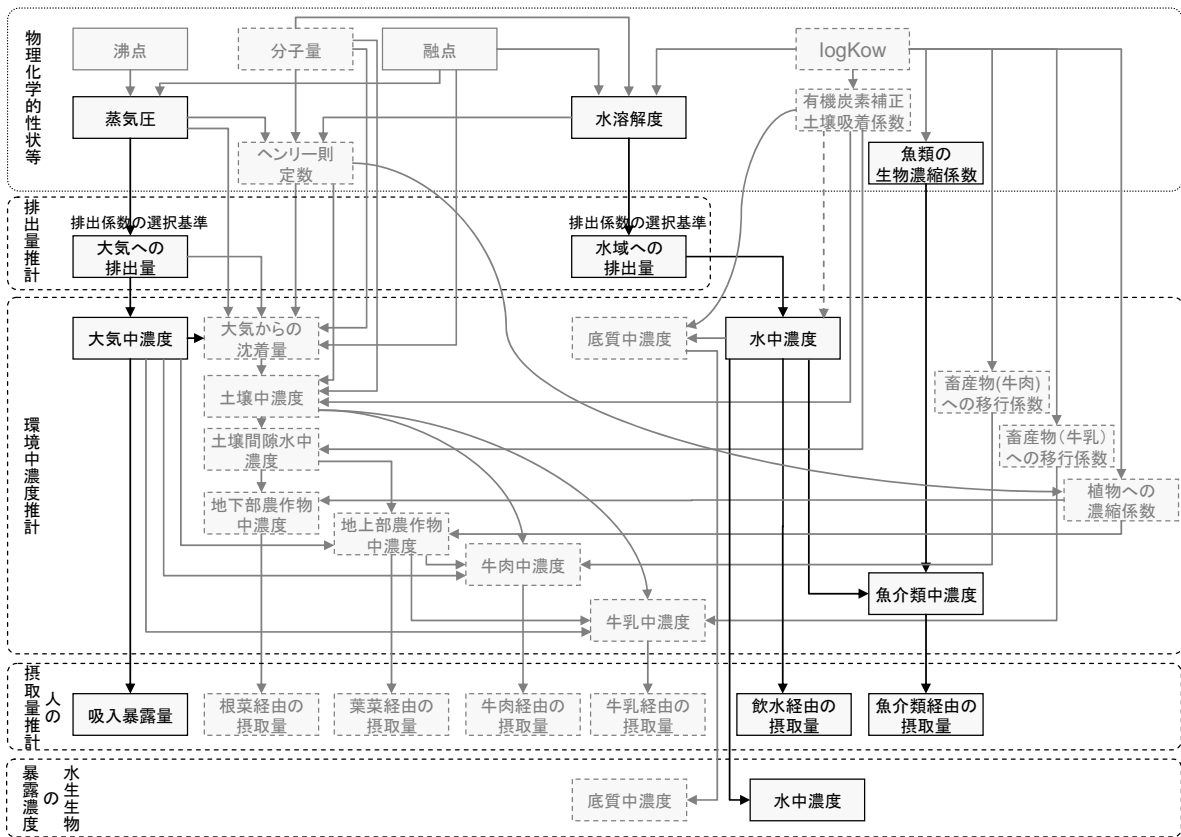 物理化学的性状等
沸点
分子量
融点
logKow
蒸気圧
水溶解度
有機炭素補正
土壌吸着係数
ヘンリー則
定数
魚類の
生物濃縮係数
排出量推計
排出係数の選択基準
大気への
排出量
排出係数の選択基準
水域への
排出量
環境中濃度推計
大気中濃度
大気からの
沈着量
底質中濃度
水中濃度
土壌中濃度
畜産物(牛肉)
への移行係数
土壌間隙水中
濃度
畜産物(牛乳)
への移行係数
地下部農作物
中濃度
植物への
濃縮係数
地上部農作物
中濃度
牛肉中濃度
魚介類中濃度
牛乳中濃度
人の
摂取量推計
吸入暴露量
根菜経由の
摂取量
葉菜経由の
摂取量
牛肉経由の
摂取量
牛乳経由の
摂取量
飲水経由の
摂取量
魚介類経由の
摂取量
水生生物
の
暴露濃度
底質中濃度
水中濃度